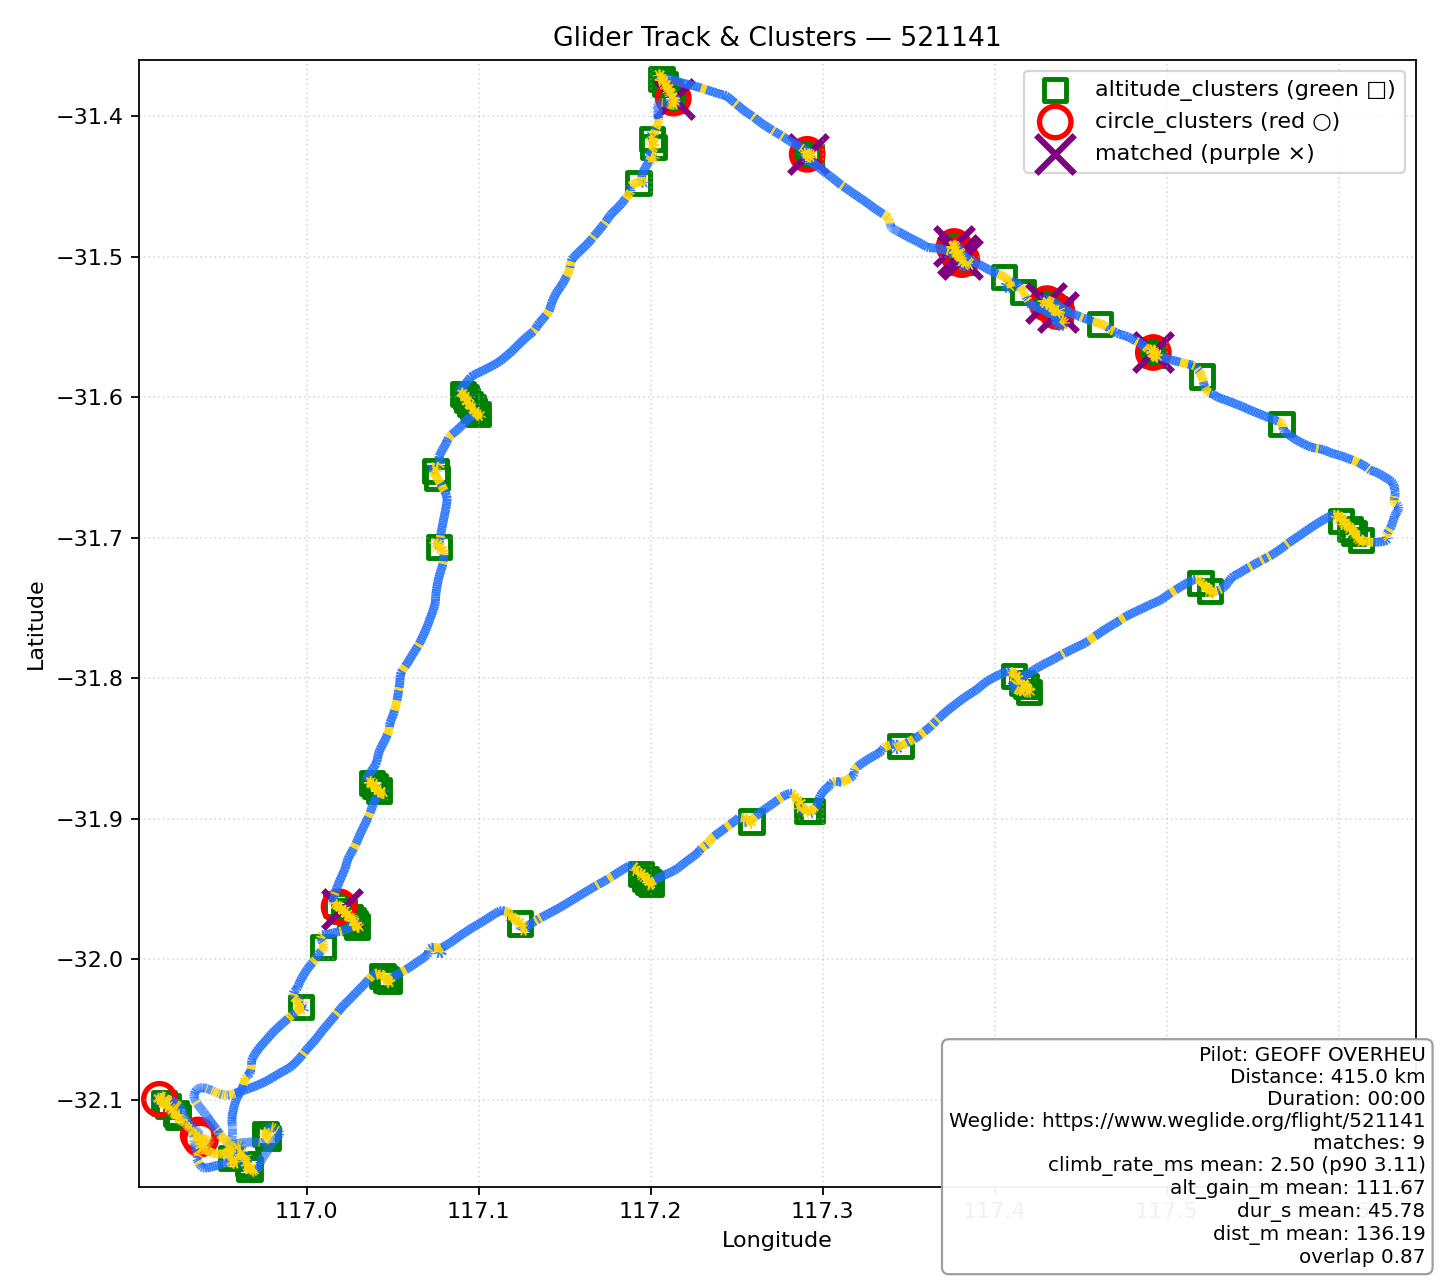 Glider Track & Clusters — 521141
altitude_clusters (green □)
circle_clusters (red ○)
matched (purple ×)
−31.4
−31.5
−31.6
−31.7
−31.8
−31.9
−32.0
−32.1
Latitude
117.0
117.1
117.2
117.3
117.4
117.5
Longitude
Pilot: GEOFF OVERHEU
Distance: 415.0 km
Duration: 00:00
Weglide: https://www.weglide.org/flight/521141
matches: 9
climb_rate_ms mean: 2.50 (p90 3.11)
alt_gain_m mean: 111.67
dur_s mean: 45.78
dist_m mean: 136.19
overlap 0.87